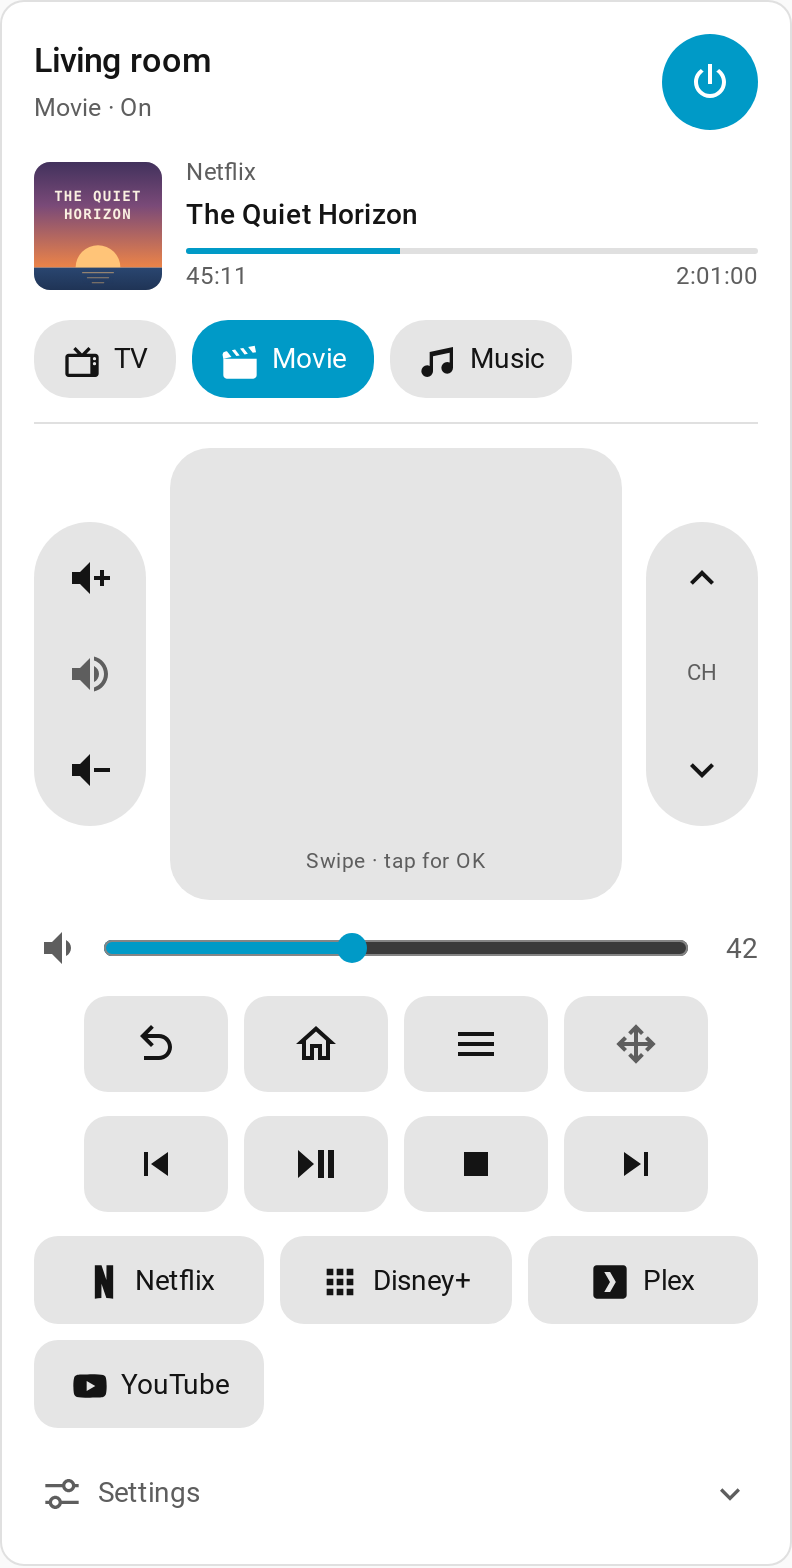 Living room
Movie · On
THE QUIET
HORIZON
Netflix
The Quiet Horizon
45:11
2:01:00
TV
Movie
Music
CH
Swipe · tap for OK
42
Netflix
Disney+
Plex
YouTube
Settings